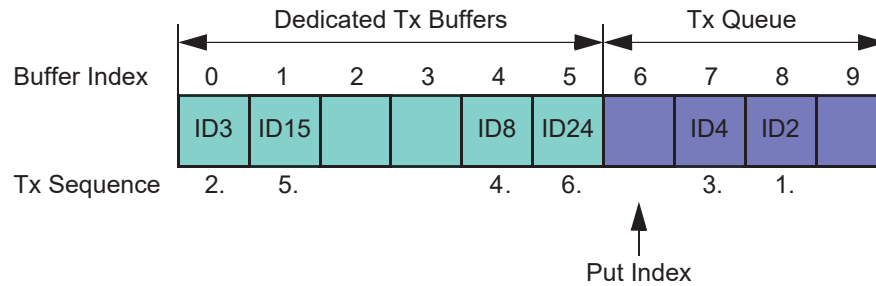 Dedicated Tx Buffers Tx Queue
Buffer Index 0 1 2 3 4 5 6 7 8 9
ID3 ID15 ID8 ID24 ID4 ID2
Tx Sequence 2. 5. 4. 6. 3. 1.
Put Index